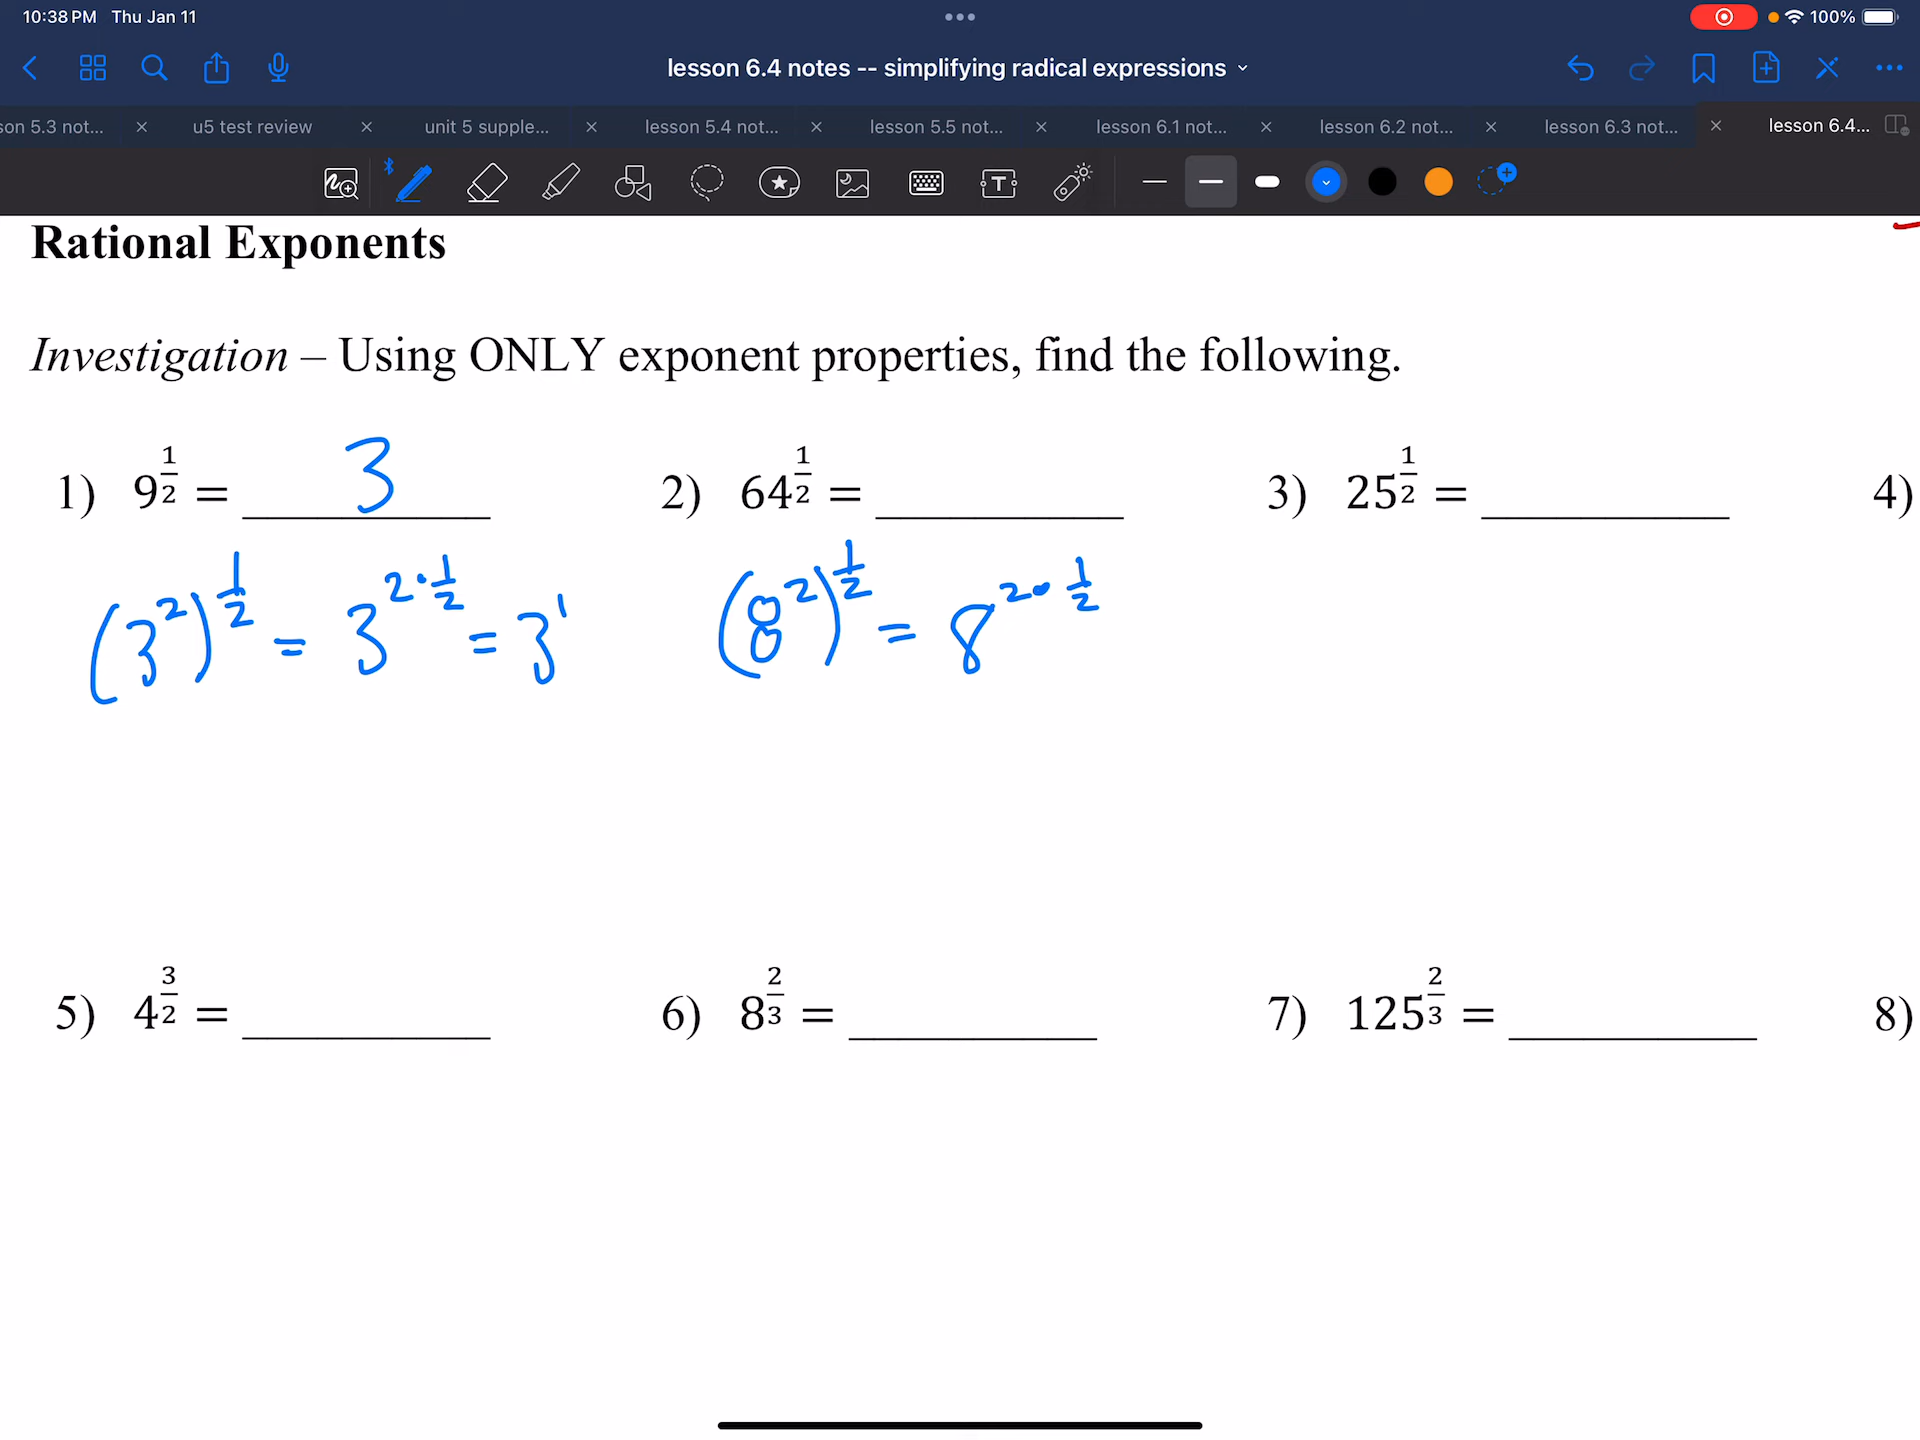 10:38 PM Thu Jan 11
100%
lesson 6.4 notes -- simplifying radical expressions
son 5.3 not... u5 test review unit 5 supple... lesson 5.4 not... lesson 5.5 not... lesson 6.1 not... lesson 6.2 not... lesson 6.3 not... lesson 6.4...
Rational Exponents
Investigation – Using ONLY exponent properties, find the following.
1) 9^(1/2) = 3
2) 64^(1/2) = __________
3) 25^(1/2) = __________
4)
(3²)^(1/2) = 3^(2·1/2) = 3¹
(8²)^(1/2) = 8^(2·1/2)
5) 4^(3/2) = __________
6) 8^(2/3) = __________
7) 125^(2/3) = __________
8)